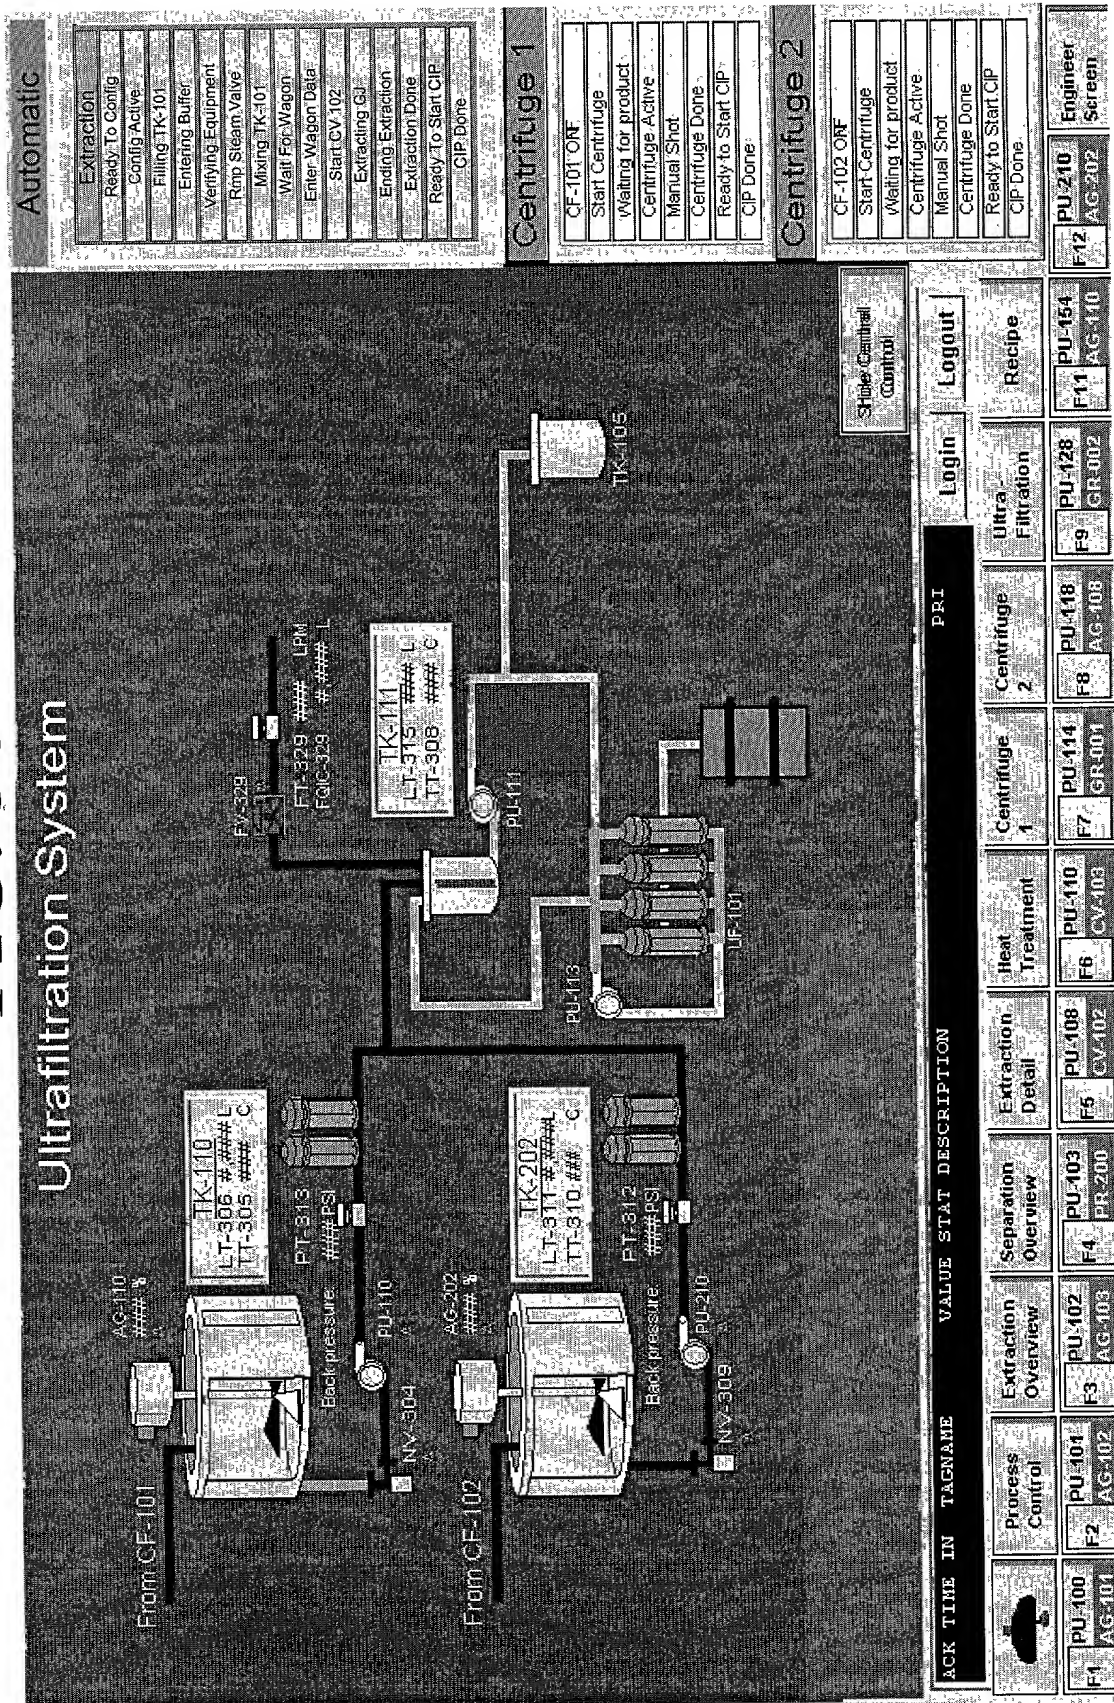 Ultrafiltration System
Automatic
Extraction
Ready To Config
Config Active
Filling TK-101
Entering Buffer
Verifying Equipment
Rmp Steam Valve
Mixing TK-101
Wait For Wagon
Enter Wagon Data
Start CV-102
Extracting GJ
Ending Extraction
Extraction Done
Ready To Start CIP
CIP Done
Centrifuge 1
CF-101
Start Centrifuge
Waiting for product
Centrifuge Active
Manual Shot
Centrifuge Done
Ready to Start CIP
CIP Done
Centrifuge 2
CF-102
Start Centrifuge
Waiting for product
Centrifuge Active
Manual Shot
Centrifuge Done
Ready to Start CIP
CIP Done
From CF-101
AG-110
### %
A
TK-110
LT-306 #,### L
TT-305 ### C
PT-313
###PSI
Back pressure:
PU-110
A
NV-304
A
From CF-102
AG-202
### %
A
TK-202
LT-311 #,###L
TT-310 ### C
PT-312
###PSI
Back pressure:
PU-210
A
NV-309
A
FV-329
FT-329 ### LPM
FQIC-329 #,### L
TK-111
LT-315 ### L
TT-308 ### C
PU-111
PU-113
UF-101
TK-105
Control
Login
Logout
ACK TIME IN TAGNAME VALUE STAT DESCRIPTION PRI
Process Control
Extraction Overview
Separation Overview
Extraction Detail
Heat Treatment
Centrifuge 1
Centrifuge 2
Ultra-Filtration
Recipe
Engineer Screen
F1 PU-100 AG-101
F2 PU-101 AG-102
F3 PU-102 AG-103
F4 PU-103 PR-200
F5 PU-108 CV-102
F6 PU-110 CV-103
F7 PU-114 GR-001
F8 PU-118 AG-108
F9 PU-128 GR-002
F11 PU-154 AG-110
F12 PU-210 AG-202